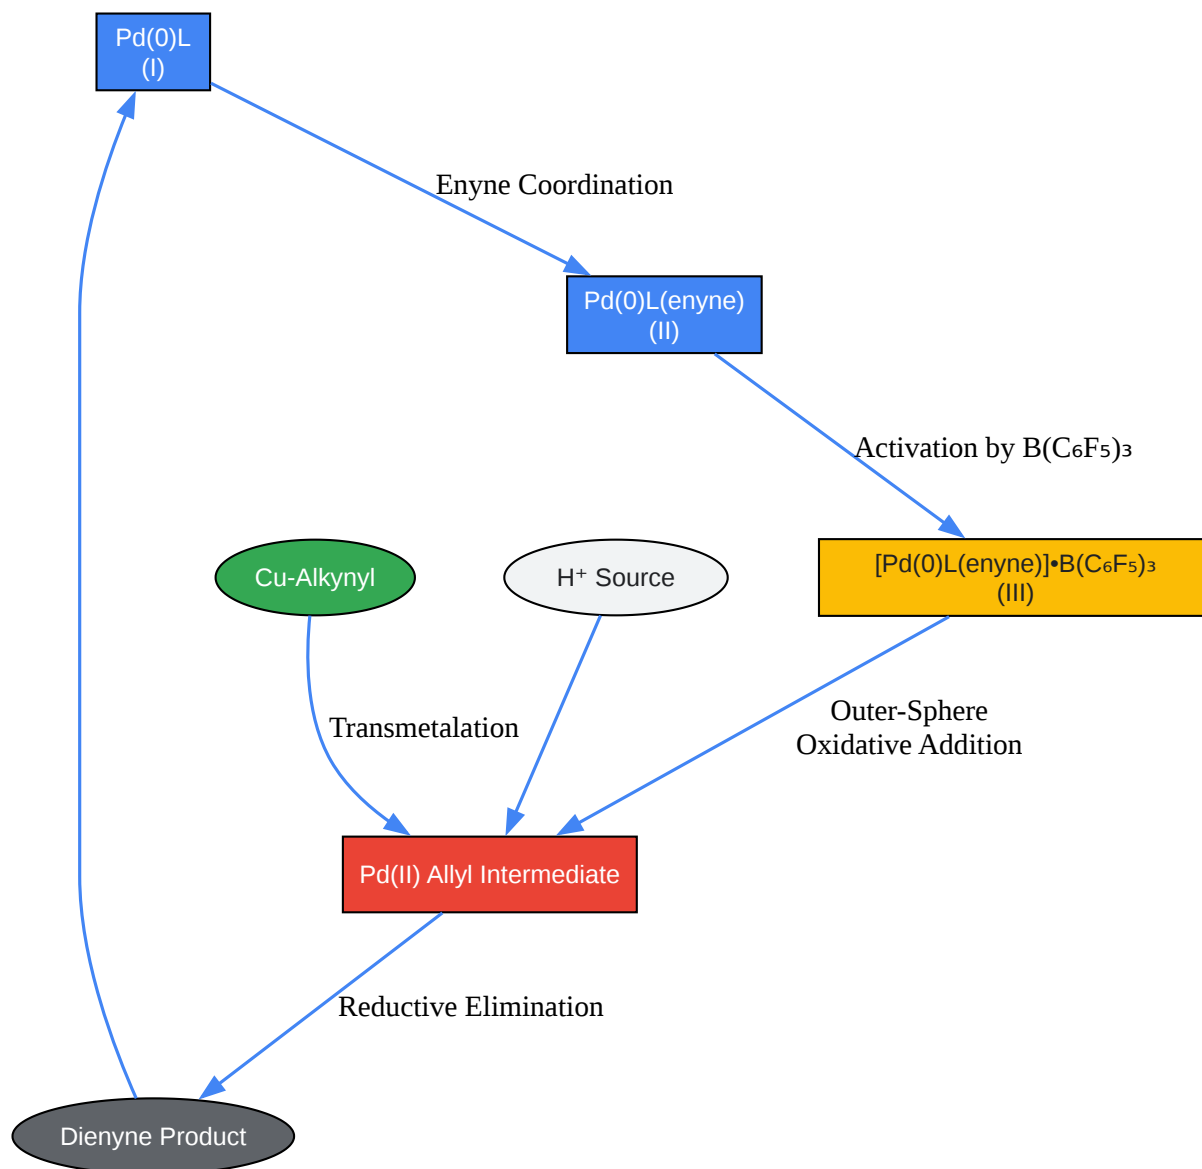 Pd(0)L
(I)
Enyne Coordination
Pd(0)L(enyne)
(II)
Activation by B(C₆F₅)₃
Cu-Alkynyl
H⁺ Source
[Pd(0)L(enyne)]•B(C₆F₅)₃
(III)
Transmetalation
Outer-Sphere
Oxidative Addition
Pd(II) Allyl Intermediate
Reductive Elimination
Dienyne Product